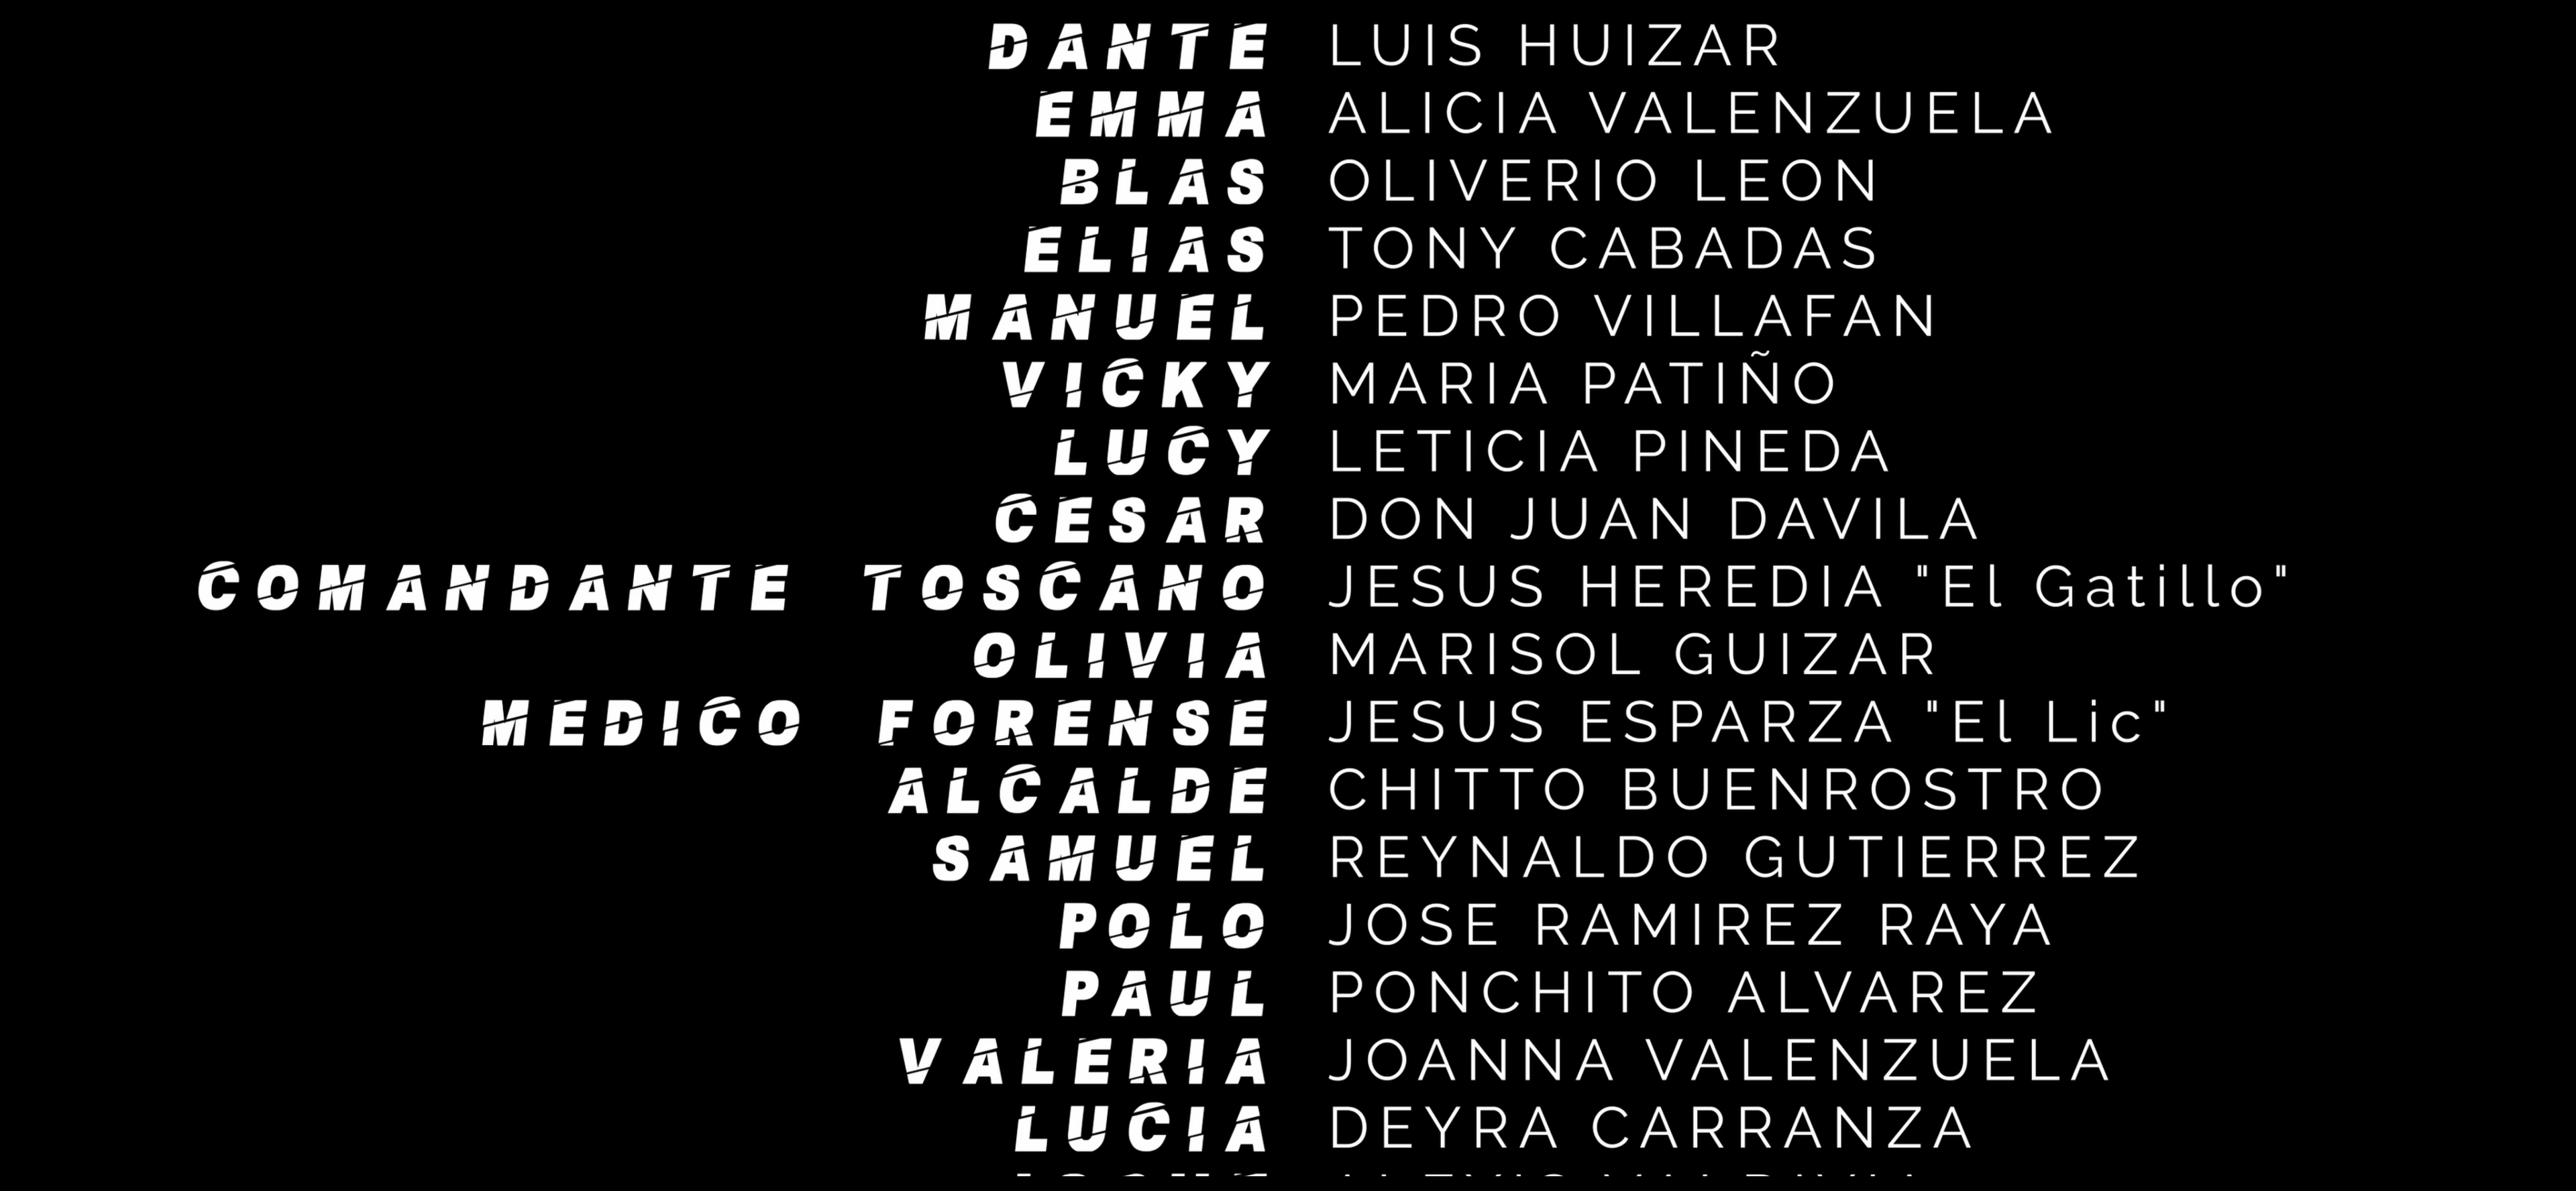 DANTE LUIS HUIZAR
EMMA ALICIA VALENZUELA
BLAS OLIVERIO LEON
ELIAS TONY CABADAS
MANUEL PEDRO VILLAFAN
VICKY MARIA PATIÑO
LUCY LETICIA PINEDA
CESAR DON JUAN DAVILA
COMANDANTE TOSCANO JESUS HEREDIA "El Gatillo"
OLIVIA MARISOL GUIZAR
MEDICO FORENSE JESUS ESPARZA "El Lic"
ALCALDE CHITTO BUENROSTRO
SAMUEL REYNALDO GUTIERREZ
POLO JOSE RAMIREZ RAYA
PAUL PONCHITO ALVAREZ
VALERIA JOANNA VALENZUELA
LUCIA DEYRA CARRANZA